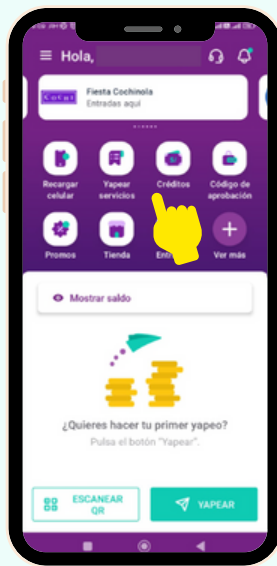 Hola,
Cocui
Fiesta Cochinola
Entradas aquí
Recargar
celular
Yapear
servicios
Créditos
Código de
aprobación
Promos
Tienda
Ver más
Mostrar saldo
¿Quieres hacer tu primer yapeo?
Pulsa el botón "Yapear".
ESCANEAR
QR
YAPEAR